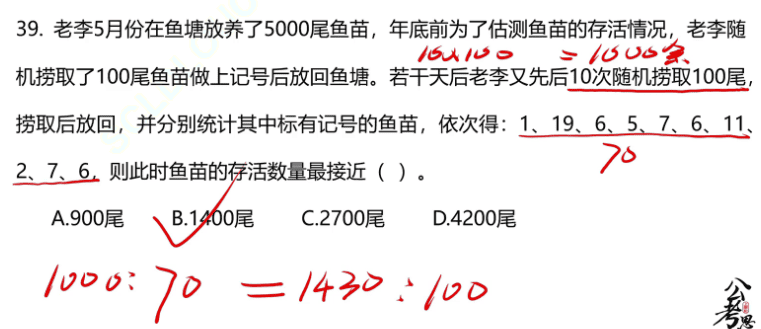 39. 老李5月份在鱼塘放养了5000尾鱼苗，年底前为了估测鱼苗的存活情况，老李随
10×100 = 1000条
机捞取了100尾鱼苗做上记号后放回鱼塘。若干天后老李又先后10次随机捞取100尾，
捞取后放回，并分别统计其中标有记号的鱼苗，依次得：1、19、6、5、7、6、11、
70
2、7、6，则此时鱼苗的存活数量最接近（ ）。
A.900尾 B.1400尾 C.2700尾 D.4200尾
1000:70 = 1430:100
公考思